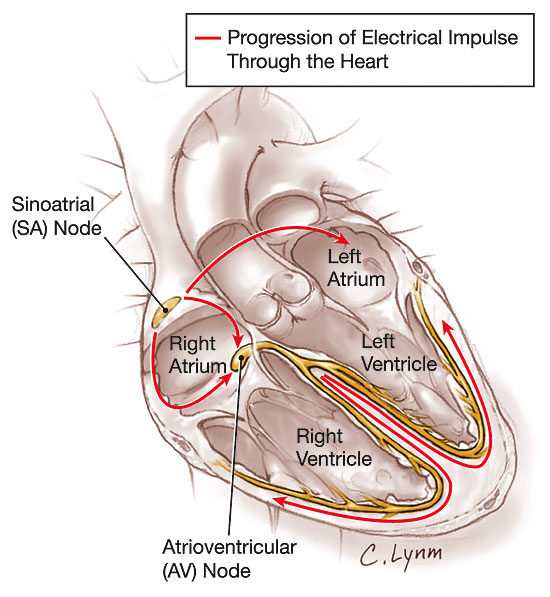 Progression of Electrical Impulse
Through the Heart
Sinoatrial
(SA) Node
Left
Atrium
Right
Atrium
Left
Ventricle
Right
Ventricle
Atrioventricular
(AV) Node
C. Lynm